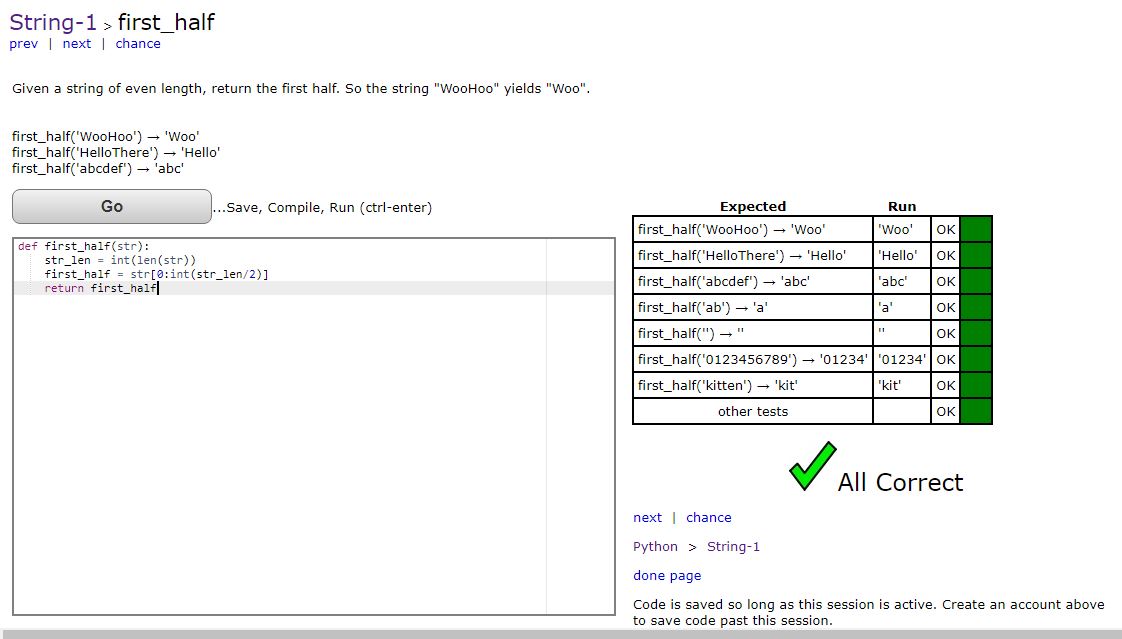 String-1 > first_half
prev | next | chance
Given a string of even length, return the first half. So the string "WooHoo" yields "Woo".
first_half('WooHoo') → 'Woo'
first_half('HelloThere') → 'Hello'
first_half('abcdef') → 'abc'
Go ...Save, Compile, Run (ctrl-enter)
def first_half(str):
    str_len = int(len(str))
    first_half = str[0:int(str_len/2)]
    return first_half
Expected Run
first_half('WooHoo') → 'Woo' 'Woo' OK
first_half('HelloThere') → 'Hello' 'Hello' OK
first_half('abcdef') → 'abc' 'abc' OK
first_half('ab') → 'a' 'a' OK
first_half('') → '' '' OK
first_half('0123456789') → '01234' '01234' OK
first_half('kitten') → 'kit' 'kit' OK
other tests OK
All Correct
next | chance
Python > String-1
done page
Code is saved so long as this session is active. Create an account above
to save code past this session.